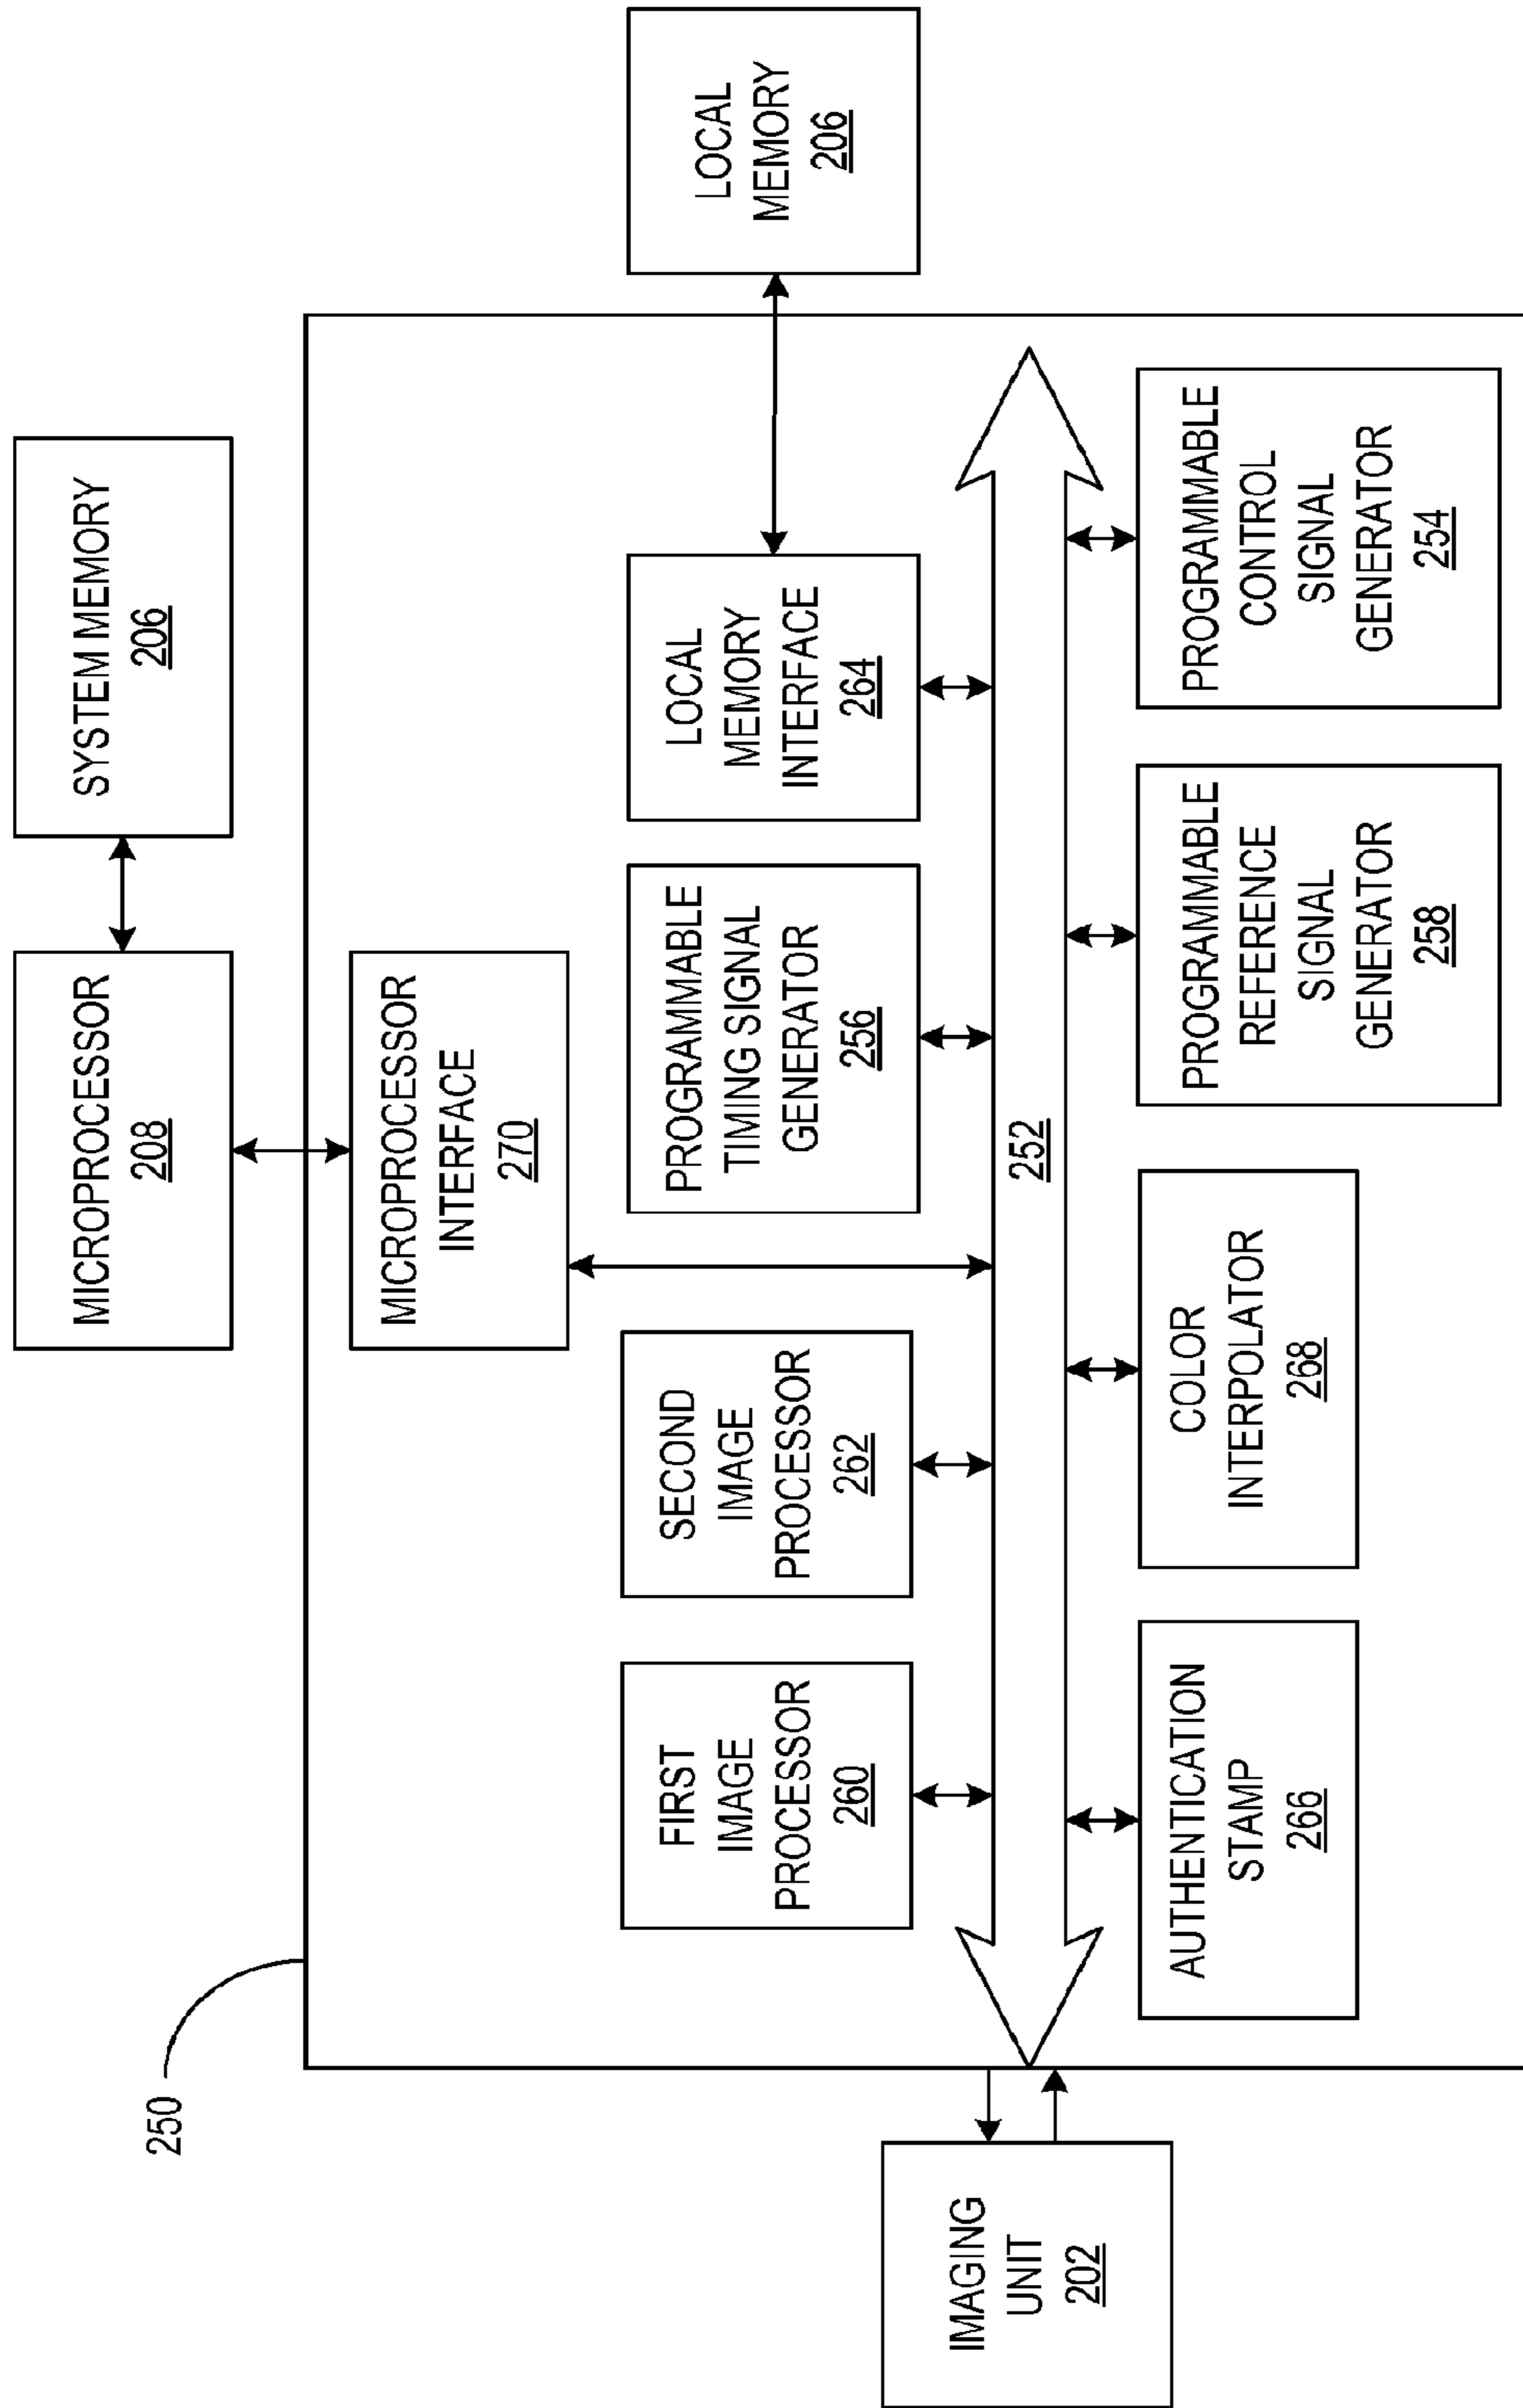 SYSTEM MEMORY
206
MICROPROCESSOR
208
250
MICROPROCESSOR
INTERFACE
270
FIRST
IMAGE
PROCESSOR
260
SECOND
IMAGE
PROCESSOR
262
PROGRAMMABLE
TIMING SIGNAL
GENERATOR
256
LOCAL
MEMORY
INTERFACE
264
LOCAL
MEMORY
206
IMAGING
UNIT
202
252
AUTHENTICATION
STAMP
266
COLOR
INTERPOLATOR
268
PROGRAMMABLE
REFERENCE
SIGNAL
GENERATOR
258
PROGRAMMABLE
CONTROL
SIGNAL
GENERATOR
254